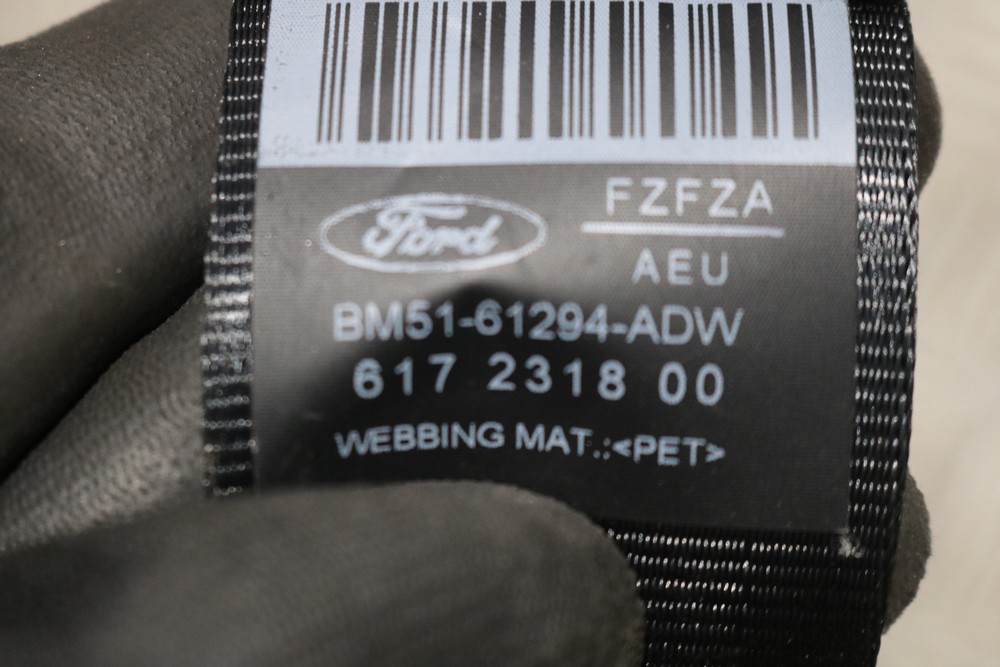 Ford
FZFZA
AEU
BM51-61294-ADW
617 2318 00
WEBBING MAT.:<PET>